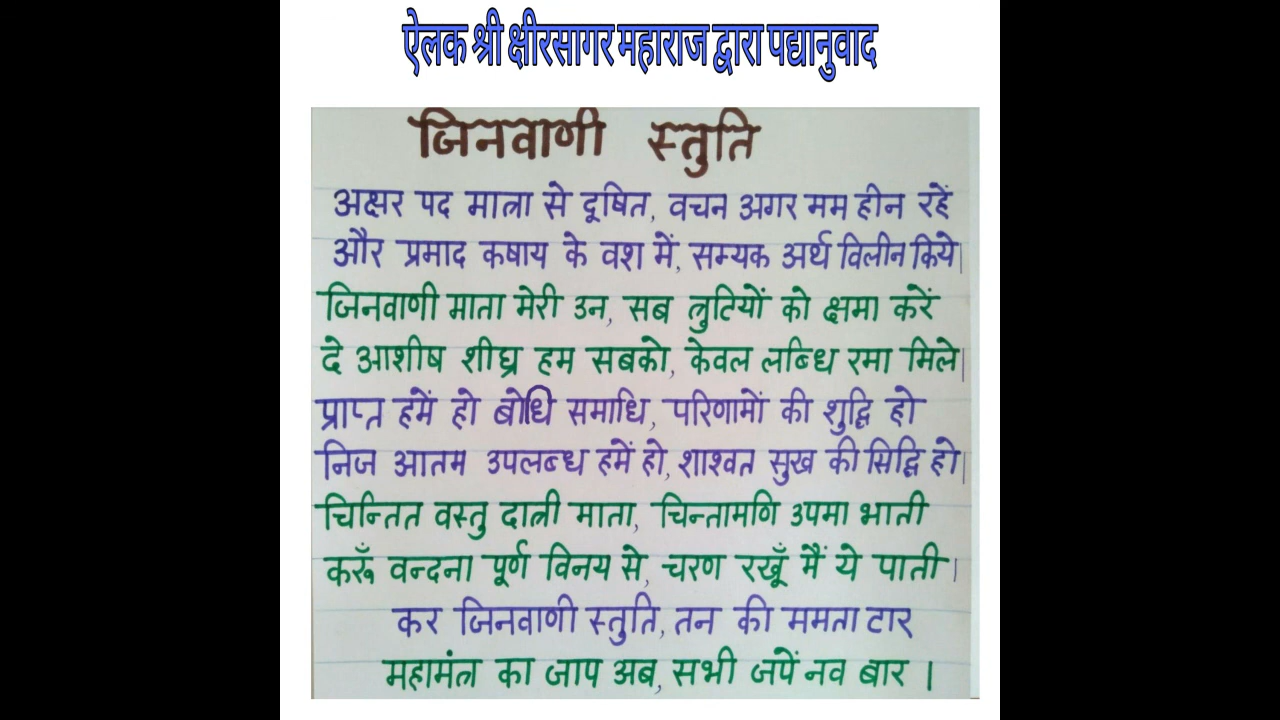 ऐलक श्री क्षीरसागर महाराज द्वारा पद्यानुवाद
जिनवाणी स्तुति
अक्षर पद मात्रा से दूषित, वचन अगर मम हीन रहें
और प्रमाद कषाय के वश में, सम्यक अर्थ विलीन किये।
जिनवाणी माता मेरी उन, सब त्रुटियों को क्षमा करें
दे आशीष शीघ्र हम सबको, केवल लब्धि रमा मिले।
प्राप्त हमें हो बोधि समाधि, परिणामों की शुद्धि हो
निज आतम उपलब्ध हमें हो, शाश्वत सुख की सिद्धि हो।
चिन्तित वस्तु दात्री माता, चिन्तामणि उपमा भाती
करूँ वन्दना पूर्ण विनय से, चरण रखूँ मैं ये पाती।
कर जिनवाणी स्तुति, तन की ममता टार
महामंत्र का जाप अब, सभी जपें नव बार ।